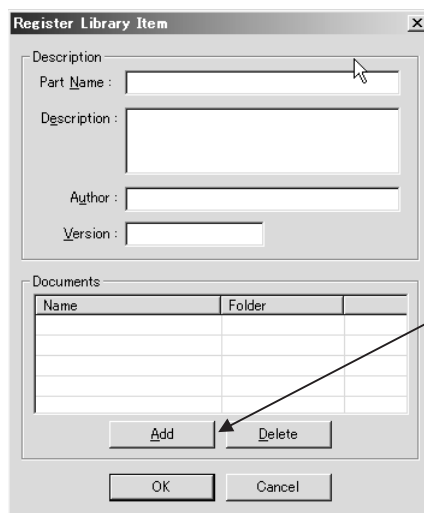 Register Library Item
Description
Part Name :
Description :
Author :
Version :
Documents
Name Folder
Add Delete
OK Cancel